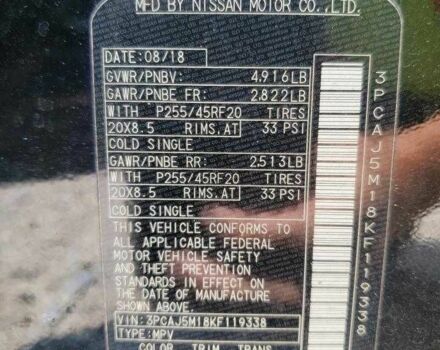 MFD BY NISSAN MOTOR CO.,LTD.
DATE:08/18
GVWR/PNBV: 4,916LB
GAWR/PNBE FR: 2,822LB
WITH P255/45RF20 TIRES
20X8.5 RIMS,AT 33 PSI
COLD SINGLE
GAWR/PNBE RR: 2,513LB
WITH P255/45RF20 TIRES
20X8.5 RIMS,AT 33 PSI
COLD SINGLE
THIS VEHICLE CONFORMS TO
ALL APPLICABLE FEDERAL
MOTOR VEHICLE SAFETY
AND THEFT PREVENTION
STANDARDS IN EFFECT ON
THE DATE OF MANUFACTURE
SHOWN ABOVE.
VIN:3PCAJ5M18KF119338
TYPE:MPV
COLOR TRIM TRANS
3PCAJ5M18KF119338